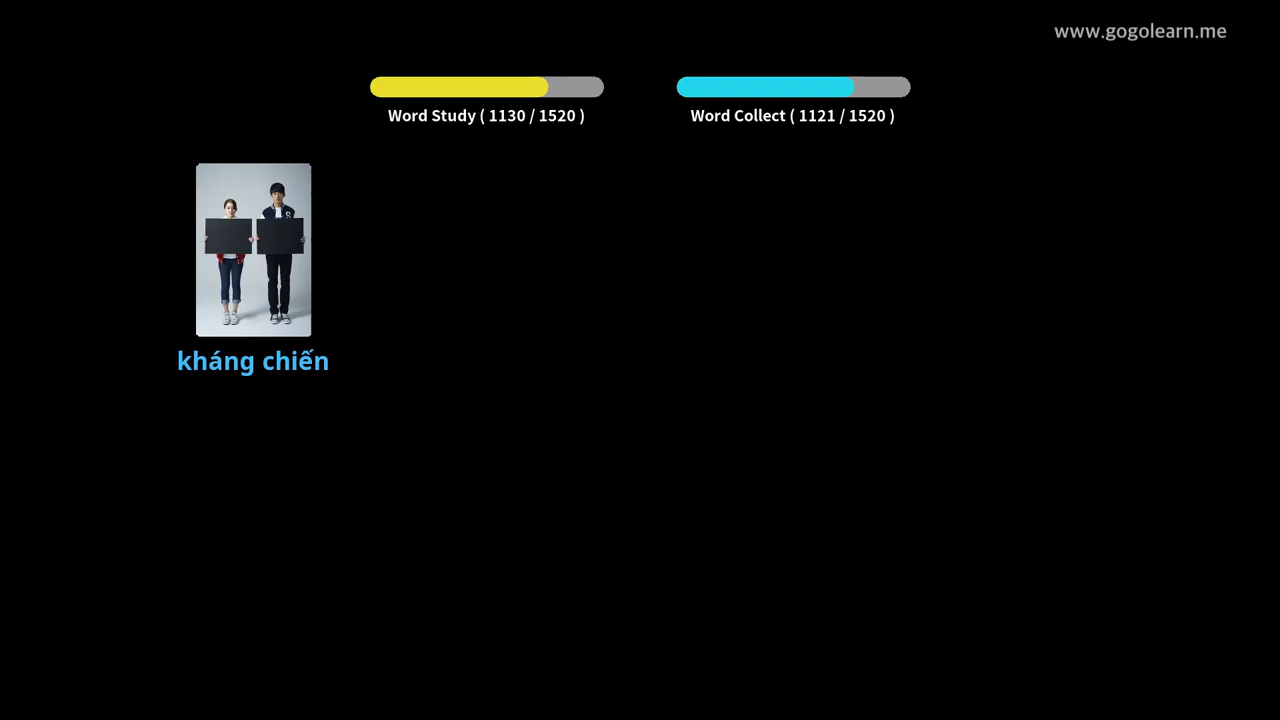 www.gogolearn.me
Word Study ( 1130 / 1520 )
Word Collect ( 1121 / 1520 )
S
kháng chiến